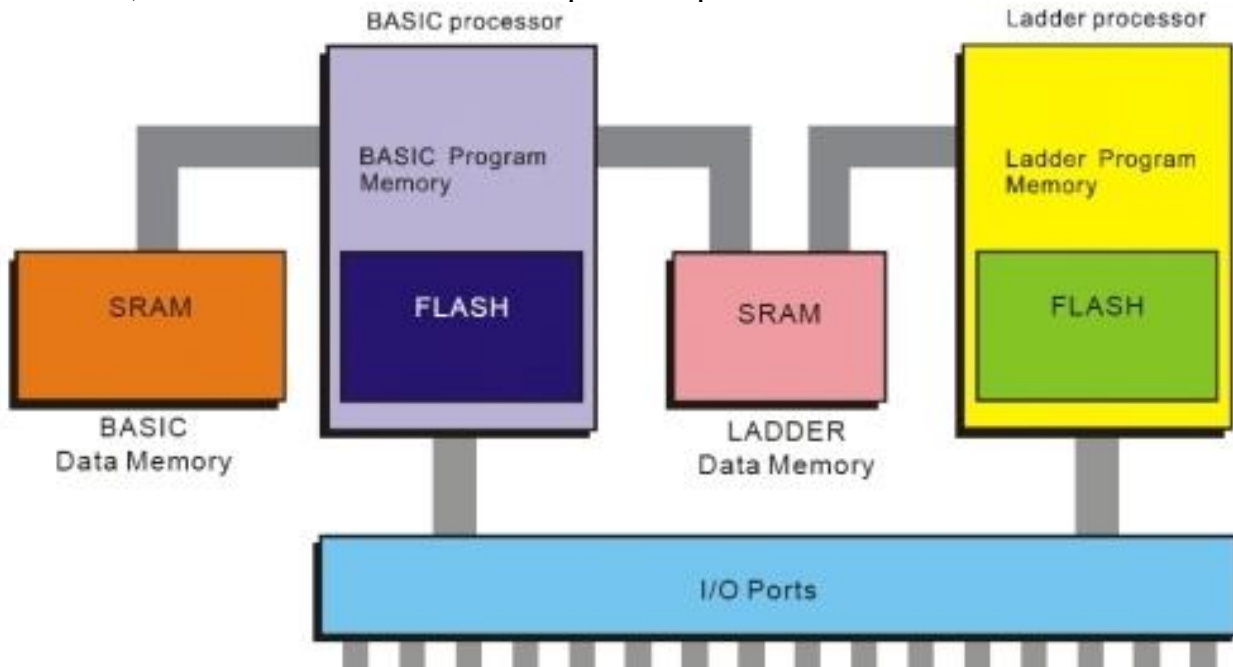 BASIC processor
Ladder processor
BASIC Program
Memory
Ladder Program
Memory
SRAM
FLASH
SRAM
FLASH
BASIC
Data Memory
LADDER
Data Memory
I/O Ports